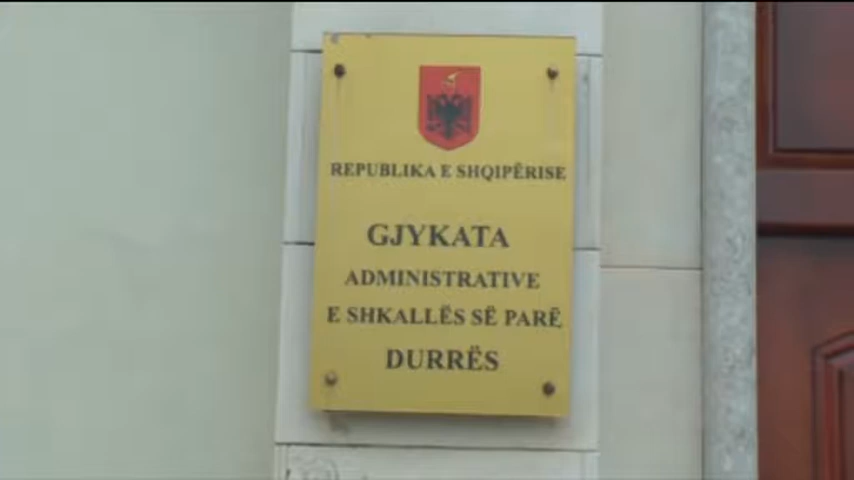 REPUBLIKA E SHQIPËRISE
GJYKATA
ADMINISTRATIVE
E SHKALLËS SË PARË
DURRËS